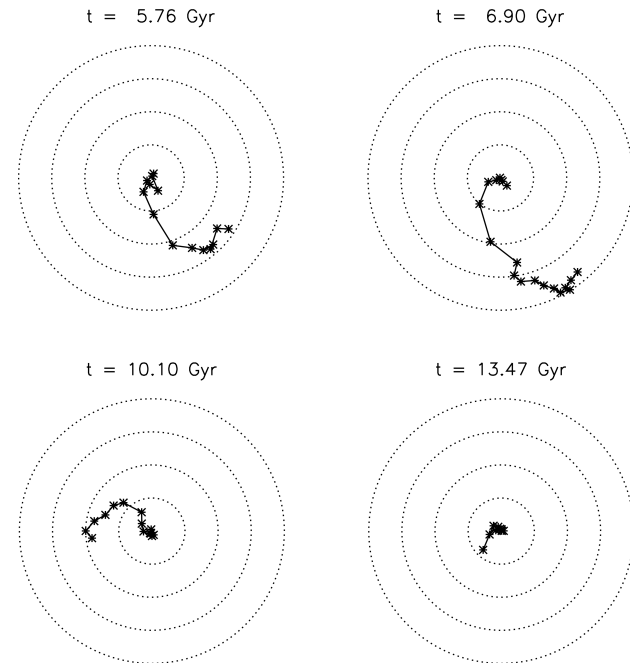 t = 5.76 Gyr
t = 6.90 Gyr
t = 10.10 Gyr
t = 13.47 Gyr